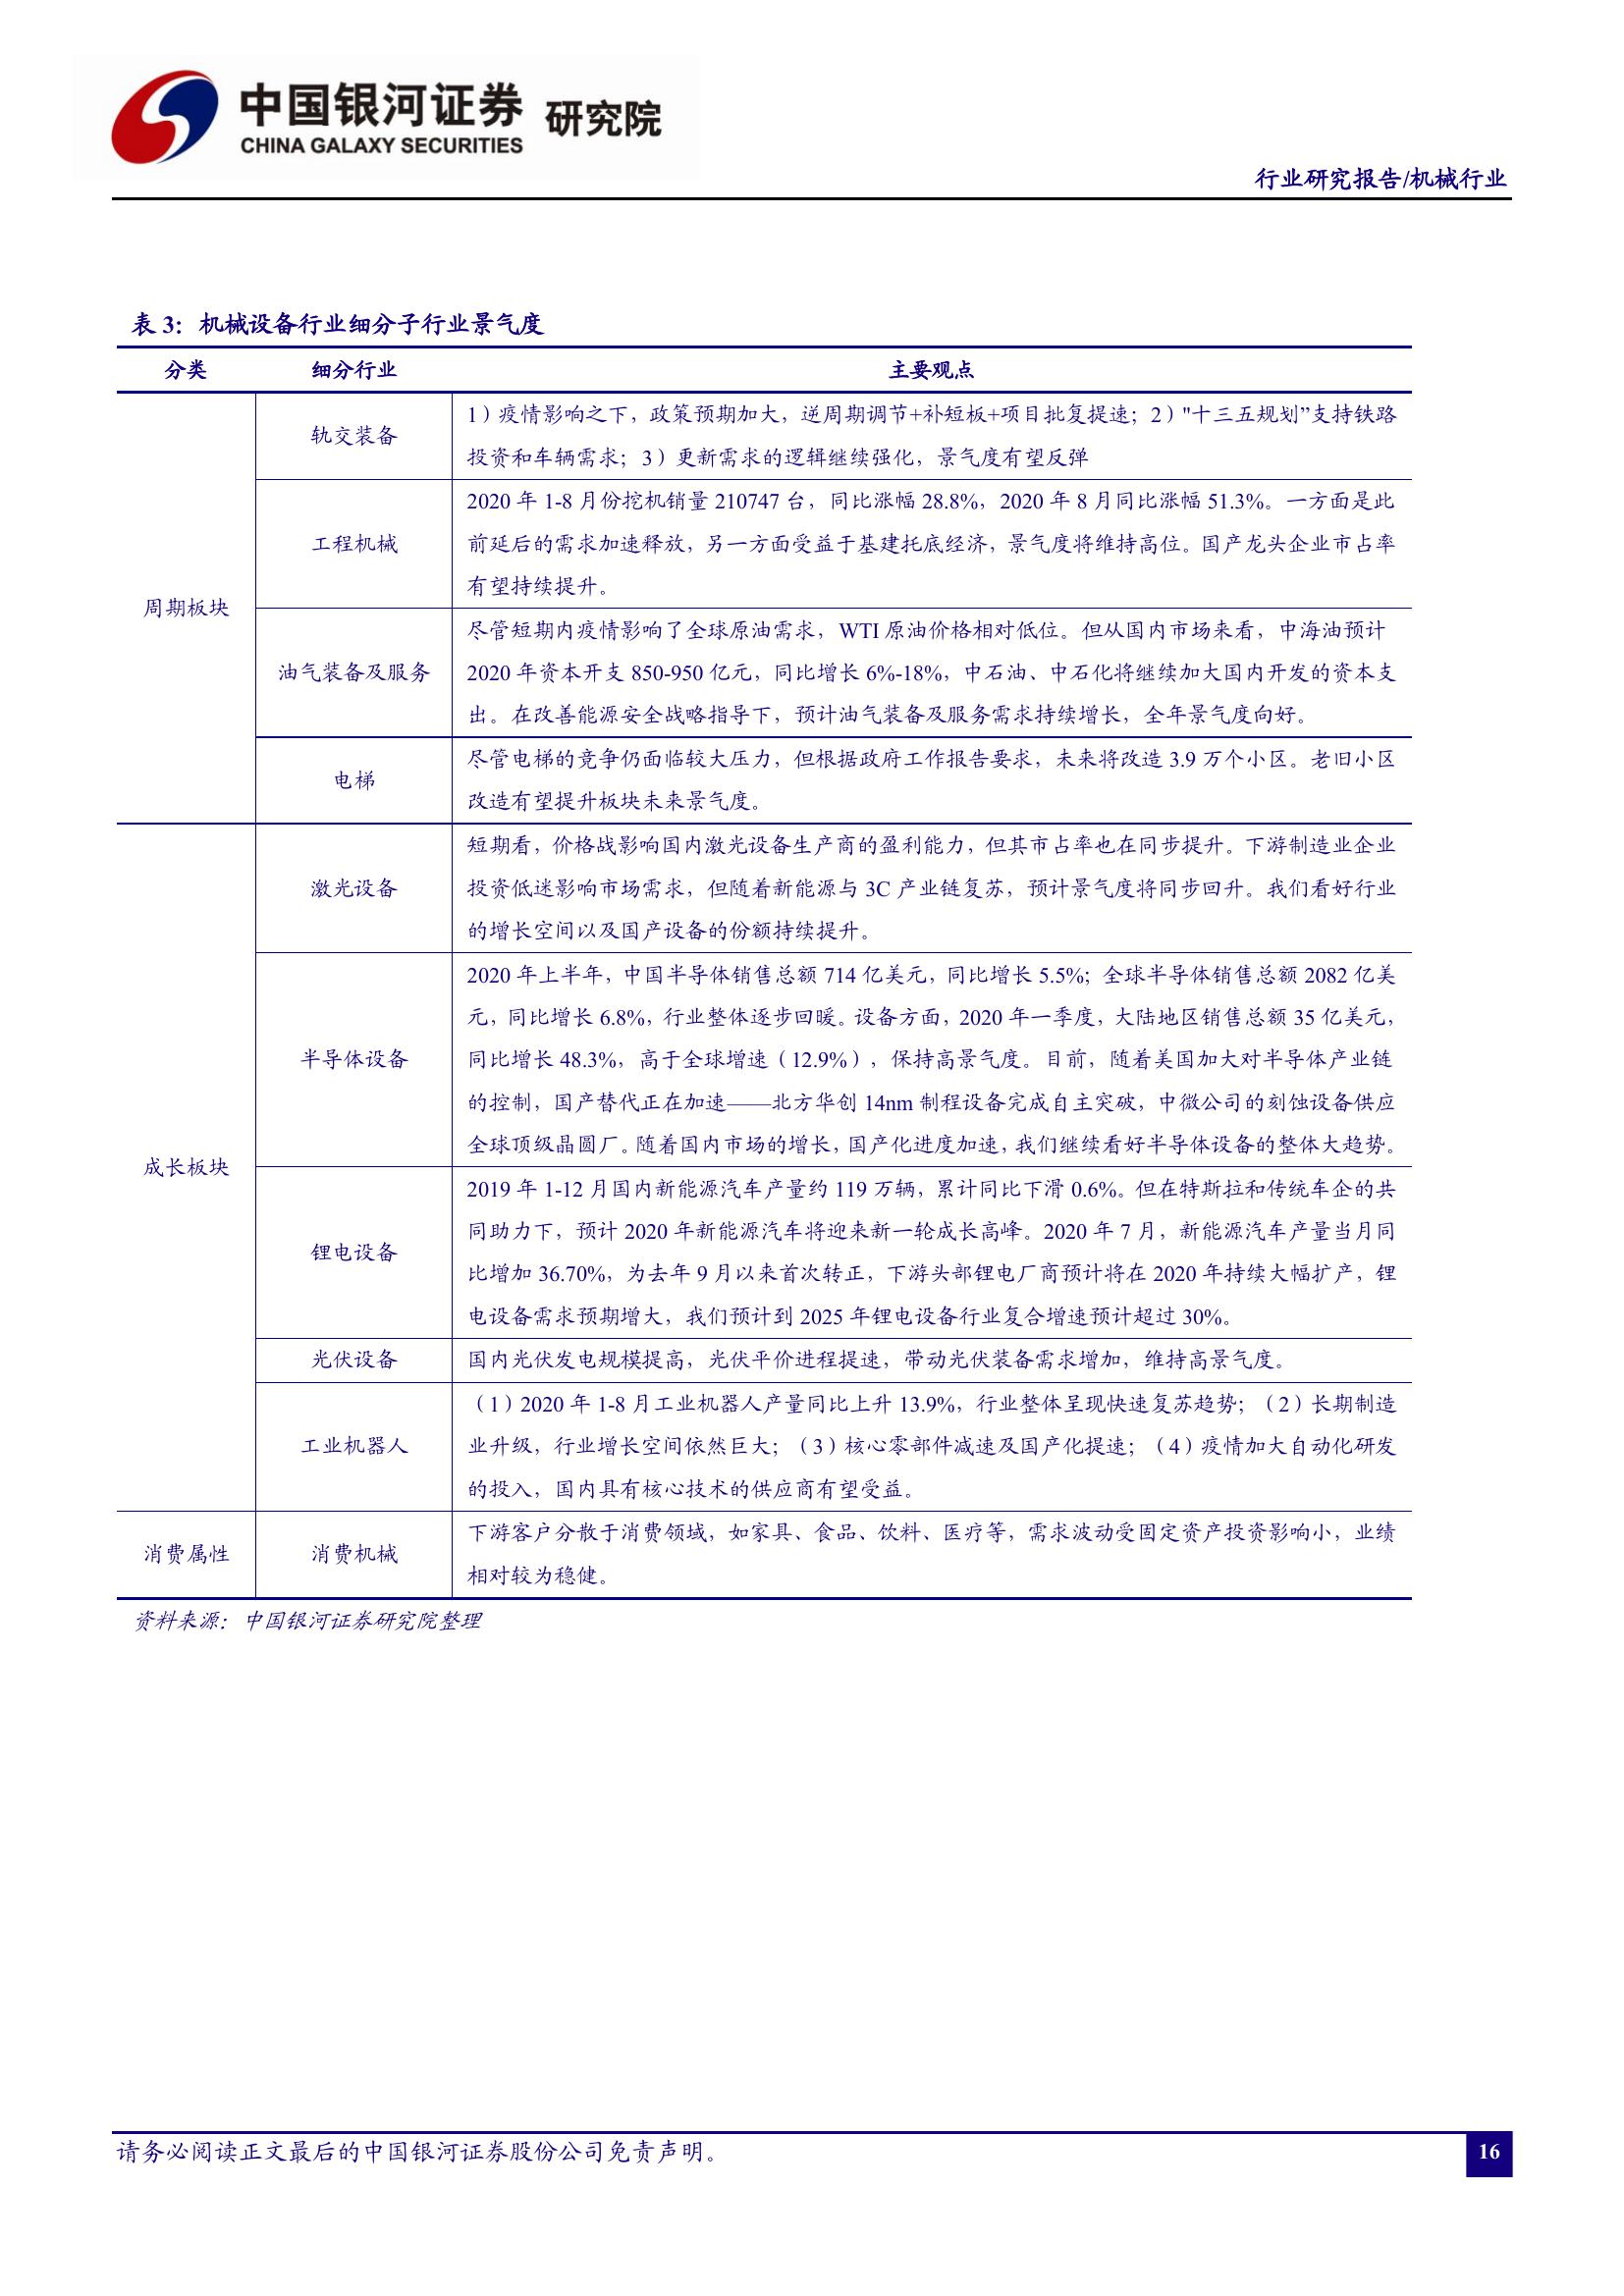 中国银河证券 研究院
CHINA GALAXY SECURITIES
行业研究报告/机械行业
表 3：机械设备行业细分子行业景气度
分类 细分行业 主要观点
周期板块
轨交装备
1）疫情影响之下，政策预期加大，逆周期调节+补短板+项目批复提速；2）"十三五规划”支持铁路
投资和车辆需求；3）更新需求的逻辑继续强化，景气度有望反弹
工程机械
2020 年 1-8 月份挖机销量 210747 台，同比涨幅 28.8%，2020 年 8 月同比涨幅 51.3%。一方面是此
前延后的需求加速释放，另一方面受益于基建托底经济，景气度将维持高位。国产龙头企业市占率
有望持续提升。
油气装备及服务
尽管短期内疫情影响了全球原油需求，WTI 原油价格相对低位。但从国内市场来看，中海油预计
2020 年资本开支 850-950 亿元，同比增长 6%-18%，中石油、中石化将继续加大国内开发的资本支
出。在改善能源安全战略指导下，预计油气装备及服务需求持续增长，全年景气度向好。
电梯
尽管电梯的竞争仍面临较大压力，但根据政府工作报告要求，未来将改造 3.9 万个小区。老旧小区
改造有望提升板块未来景气度。
成长板块
激光设备
短期看，价格战影响国内激光设备生产商的盈利能力，但其市占率也在同步提升。下游制造业企业
投资低迷影响市场需求，但随着新能源与 3C 产业链复苏，预计景气度将同步回升。我们看好行业
的增长空间以及国产设备的份额持续提升。
半导体设备
2020 年上半年，中国半导体销售总额 714 亿美元，同比增长 5.5%；全球半导体销售总额 2082 亿美
元，同比增长 6.8%，行业整体逐步回暖。设备方面，2020 年一季度，大陆地区销售总额 35 亿美元，
同比增长 48.3%，高于全球增速（12.9%），保持高景气度。目前，随着美国加大对半导体产业链
的控制，国产替代正在加速——北方华创 14nm 制程设备完成自主突破，中微公司的刻蚀设备供应
全球顶级晶圆厂。随着国内市场的增长，国产化进度加速，我们继续看好半导体设备的整体大趋势。
锂电设备
2019 年 1-12 月国内新能源汽车产量约 119 万辆，累计同比下滑 0.6%。但在特斯拉和传统车企的共
同助力下，预计 2020 年新能源汽车将迎来新一轮成长高峰。2020 年 7 月，新能源汽车产量当月同
比增加 36.70%，为去年 9 月以来首次转正，下游头部锂电厂商预计将在 2020 年持续大幅扩产，锂
电设备需求预期增大，我们预计到 2025 年锂电设备行业复合增速预计超过 30%。
光伏设备
国内光伏发电规模提高，光伏平价进程提速，带动光伏装备需求增加，维持高景气度。
工业机器人
（1）2020 年 1-8 月工业机器人产量同比上升 13.9%，行业整体呈现快速复苏趋势；（2）长期制造
业升级，行业增长空间依然巨大；（3）核心零部件减速及国产化提速；（4）疫情加大自动化研发
的投入，国内具有核心技术的供应商有望受益。
消费属性
消费机械
下游客户分散于消费领域，如家具、食品、饮料、医疗等，需求波动受固定资产投资影响小，业绩
相对较为稳健。
资料来源：中国银河证券研究院整理
请务必阅读正文最后的中国银河证券股份公司免责声明。
16